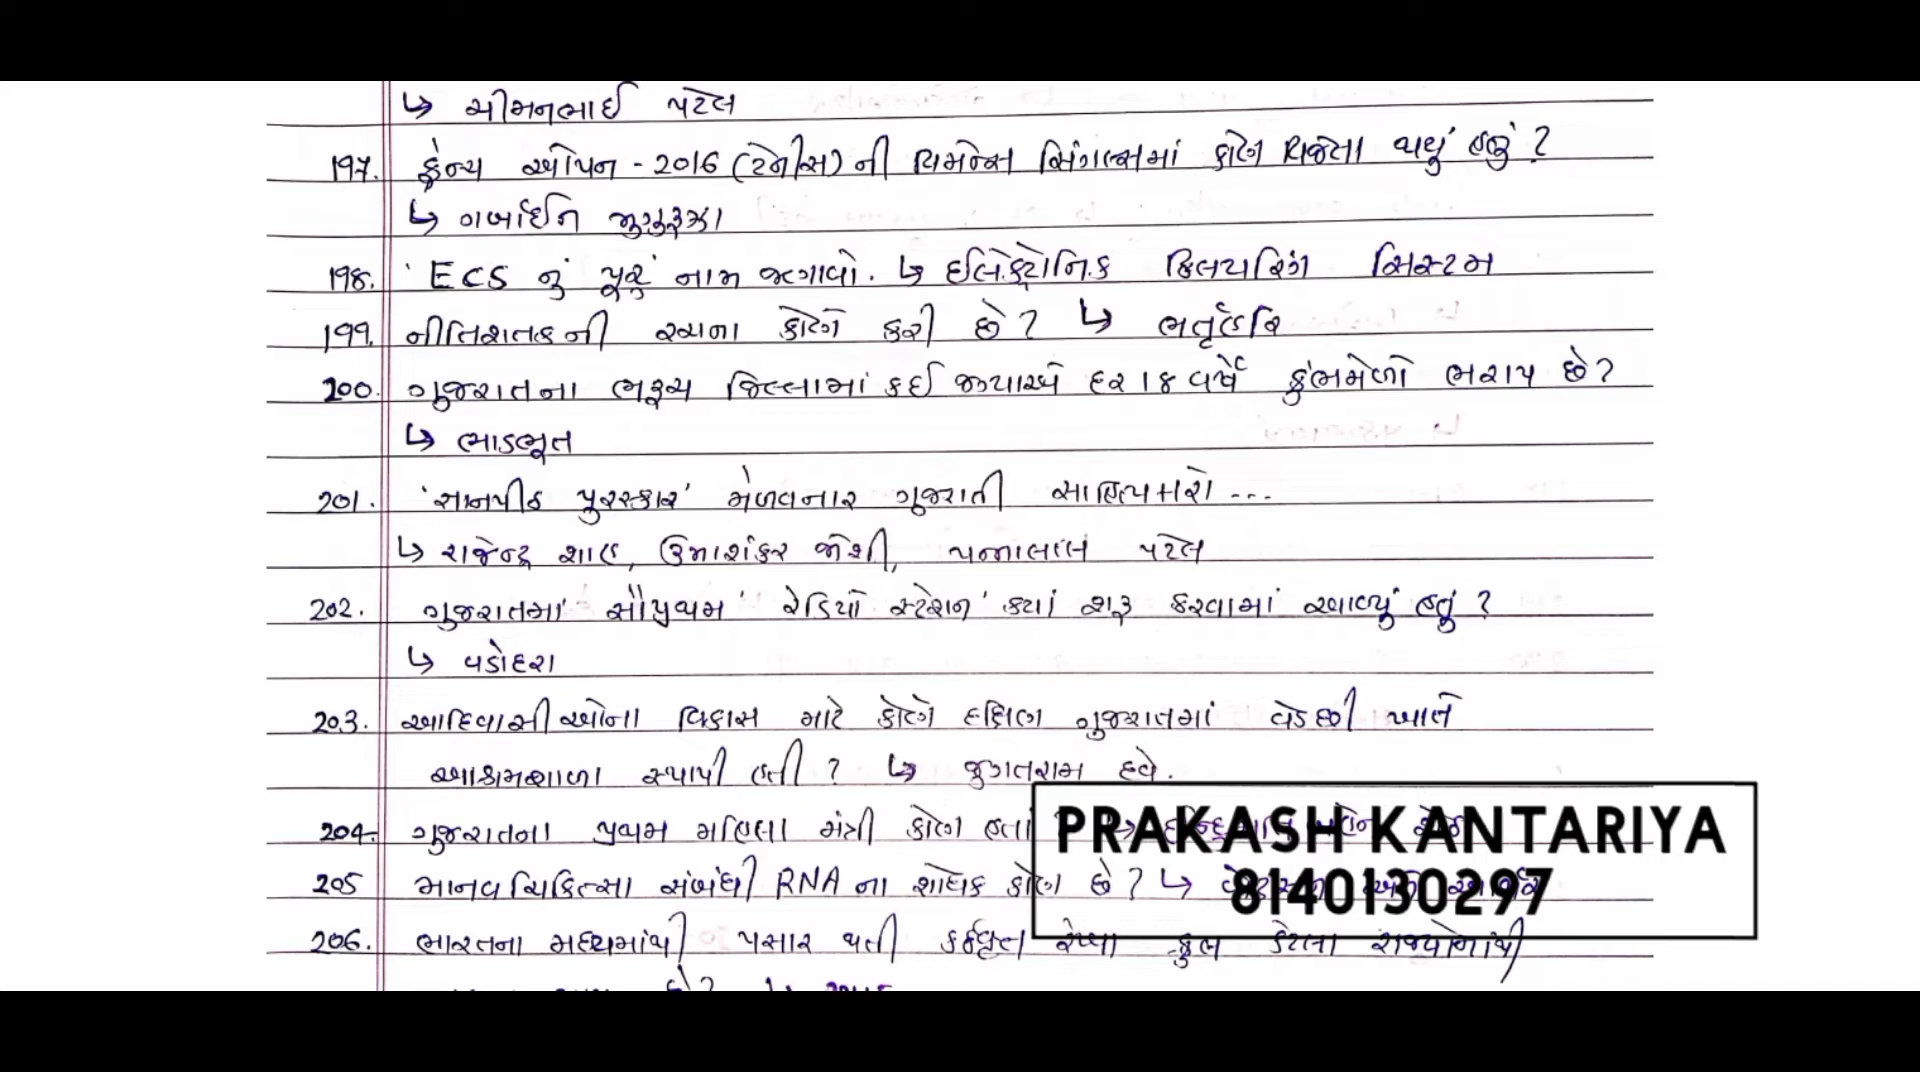 ↳ ચીમનભાઈ પટેલ
197. ફ્રેન્ચ ઓપન - 2016 (ટેનીસ) ની વિમેન્સ સિંગલ્સમાં કોણ વિજેતા થયું હતું ?
↳ ગર્બાઈન મુગુરૂઝા
198. 'ECS નું પૂરું નામ જણાવો. ↳ ઈલેક્ટ્રોનિક ક્લિયરિંગ સિસ્ટમ
199. નીતિશતકની રચના કોણે કરી છે ? ↳ ભર્તૃહરિ
200. ગુજરાતના ભરૂચ જિલ્લામાં કઈ જગ્યાએ દર 18 વર્ષે કુંભમેળો ભરાય છે ?
↳ ભાડભૂત
201. 'જ્ઞાનપીઠ પુરસ્કાર' મેળવનાર ગુજરાતી સાહિત્યકારો ---
↳ રાજેન્દ્ર શાહ, ઉમાશંકર જોશી, પન્નાલાલ પટેલ
202. ગુજરાતમાં સૌપ્રથમ 'રેડિયો સ્ટેશન' ક્યાં શરૂ કરવામાં આવ્યું હતું ?
↳ વડોદરા
203. આદિવાસીઓના વિકાસ માટે કોણે દક્ષિણ ગુજરાતમાં વેડછી ખાતે
આશ્રમશાળા સ્થાપી હતી ? ↳ જુગતરામ દવે.
204. ગુજરાતના પ્રથમ મહિલા મંત્રી કોણ હતાં
PRAKASH KANTARIYA
205 માનવ ચિકિત્સા સંબંધી RNA ના શોધક કોણ છે ? ↳
8140130297
206. ભારતના મધ્યમાંથી પસાર થતી કર્કવૃત્ત રેખા કુલ કેટલા રાજ્યોમાંથી